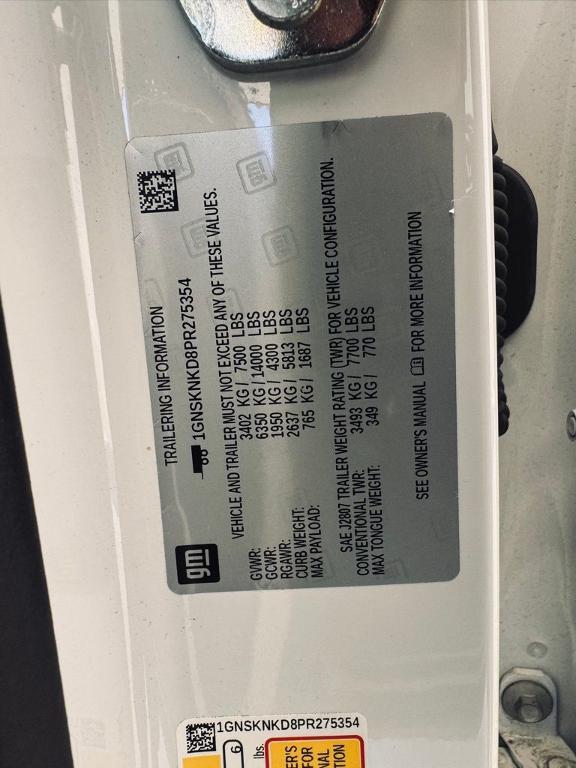 TRAILERING INFORMATION
1GNSKNKD8PR275354
gm
VEHICLE AND TRAILER MUST NOT EXCEED ANY OF THESE VALUES.
GVWR: 3402 KG / 7500 LBS
GCWR: 6350 KG / 14000 LBS
RGAWR: 1950 KG / 4300 LBS
CURB WEIGHT: 2637 KG / 5813 LBS
MAX PAYLOAD: 765 KG / 1687 LBS
SAE J2807 TRAILER WEIGHT RATING (TWR) FOR VEHICLE CONFIGURATION.
CONVENTIONAL TWR: 3493 KG / 7700 LBS
MAX TONGUE WEIGHT: 349 KG / 770 LBS
SEE OWNER'S MANUAL FOR MORE INFORMATION
1GNSKNKD8PR275354
6
lbs.